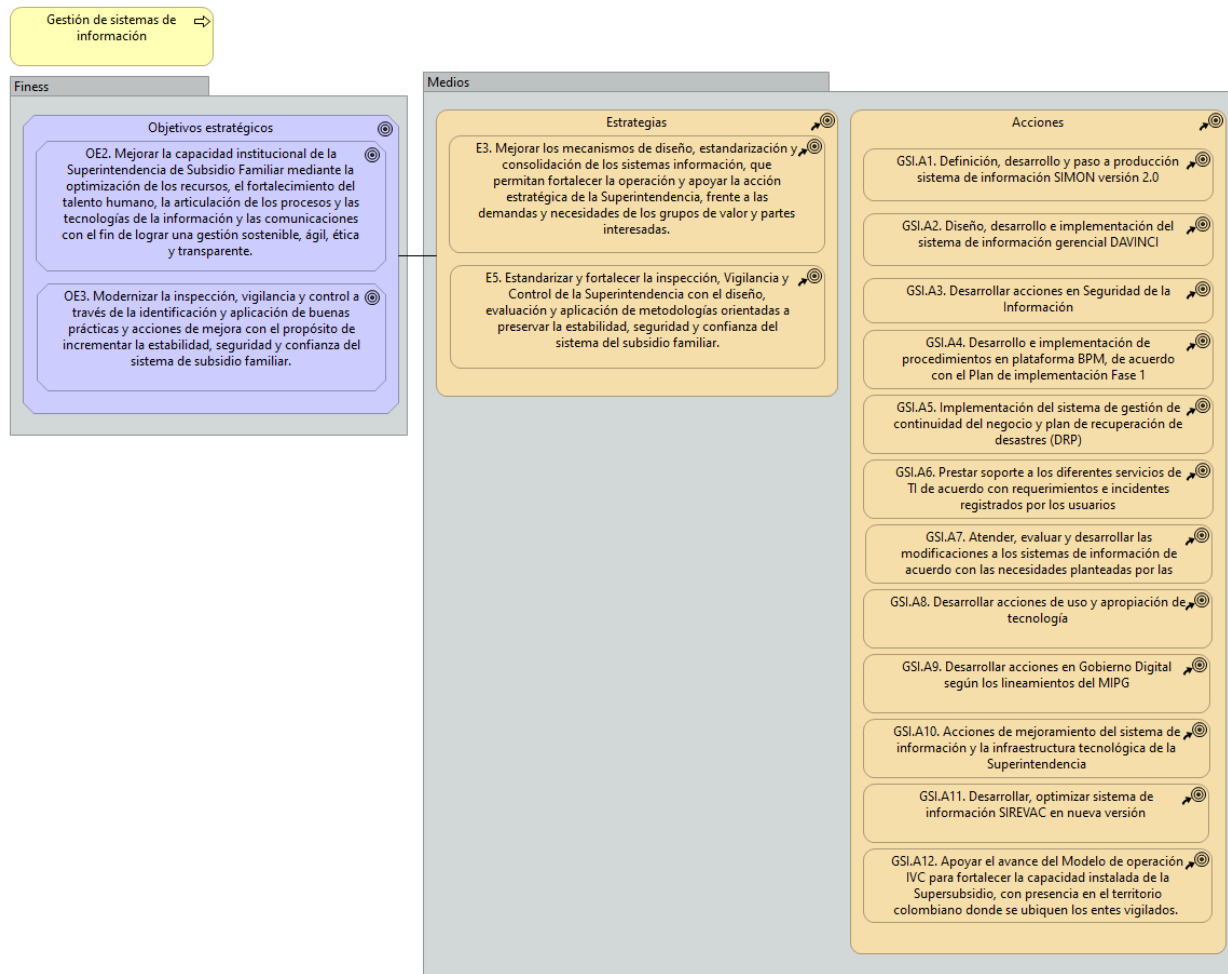 Gestión de sistemas de
información
Finess
Objetivos estratégicos
OE2. Mejorar la capacidad institucional de la
Superintendencia de Subsidio Familiar mediante la
optimización de los recursos, el fortalecimiento del
talento humano, la articulación de los procesos y las
tecnologías de la información y las comunicaciones
con el fin de lograr una gestión sostenible, ágil, ética
y transparente.
OE3. Modernizar la inspección, vigilancia y control a
través de la identificación y aplicación de buenas
prácticas y acciones de mejora con el propósito de
incrementar la estabilidad, seguridad y confianza del
sistema de subsidio familiar.
Medios
Estrategias
E3. Mejorar los mecanismos de diseño, estandarización y
consolidación de los sistemas información, que
permitan fortalecer la operación y apoyar la acción
estratégica de la Superintendencia, frente a las
demandas y necesidades de los grupos de valor y partes
interesadas.
E5. Estandarizar y fortalecer la inspección, Vigilancia y
Control de la Superintendencia con el diseño,
evaluación y aplicación de metodologías orientadas a
preservar la estabilidad, seguridad y confianza del
sistema del subsidio familiar.
Acciones
GSI.A1. Definición, desarrollo y paso a producción
sistema de información SIMON versión 2.0
GSI.A2. Diseño, desarrollo e implementación del
sistema de información gerencial DAVINCI
GSI.A3. Desarrollar acciones en Seguridad de la
Información
GSI.A4. Desarrollo e implementación de
procedimientos en plataforma BPM, de acuerdo
con el Plan de implementación Fase 1
GSI.A5. Implementación del sistema de gestión de
continuidad del negocio y plan de recuperación de
desastres (DRP)
GSI.A6. Prestar soporte a los diferentes servicios de
TI de acuerdo con requerimientos e incidentes
registrados por los usuarios
GSI.A7. Atender, evaluar y desarrollar las
modificaciones a los sistemas de información de
acuerdo con las necesidades planteadas por las
GSI.A8. Desarrollar acciones de uso y apropiación de
tecnología
GSI.A9. Desarrollar acciones en Gobierno Digital
según los lineamientos del MIPG
GSI.A10. Acciones de mejoramiento del sistema de
información y la infraestructura tecnológica de la
Superintendencia
GSI.A11. Desarrollar, optimizar sistema de
información SIREVAC en nueva versión
GSI.A12. Apoyar el avance del Modelo de operación
IVC para fortalecer la capacidad instalada de la
Supersubsidio, con presencia en el territorio
colombiano donde se ubiquen los entes vigilados.